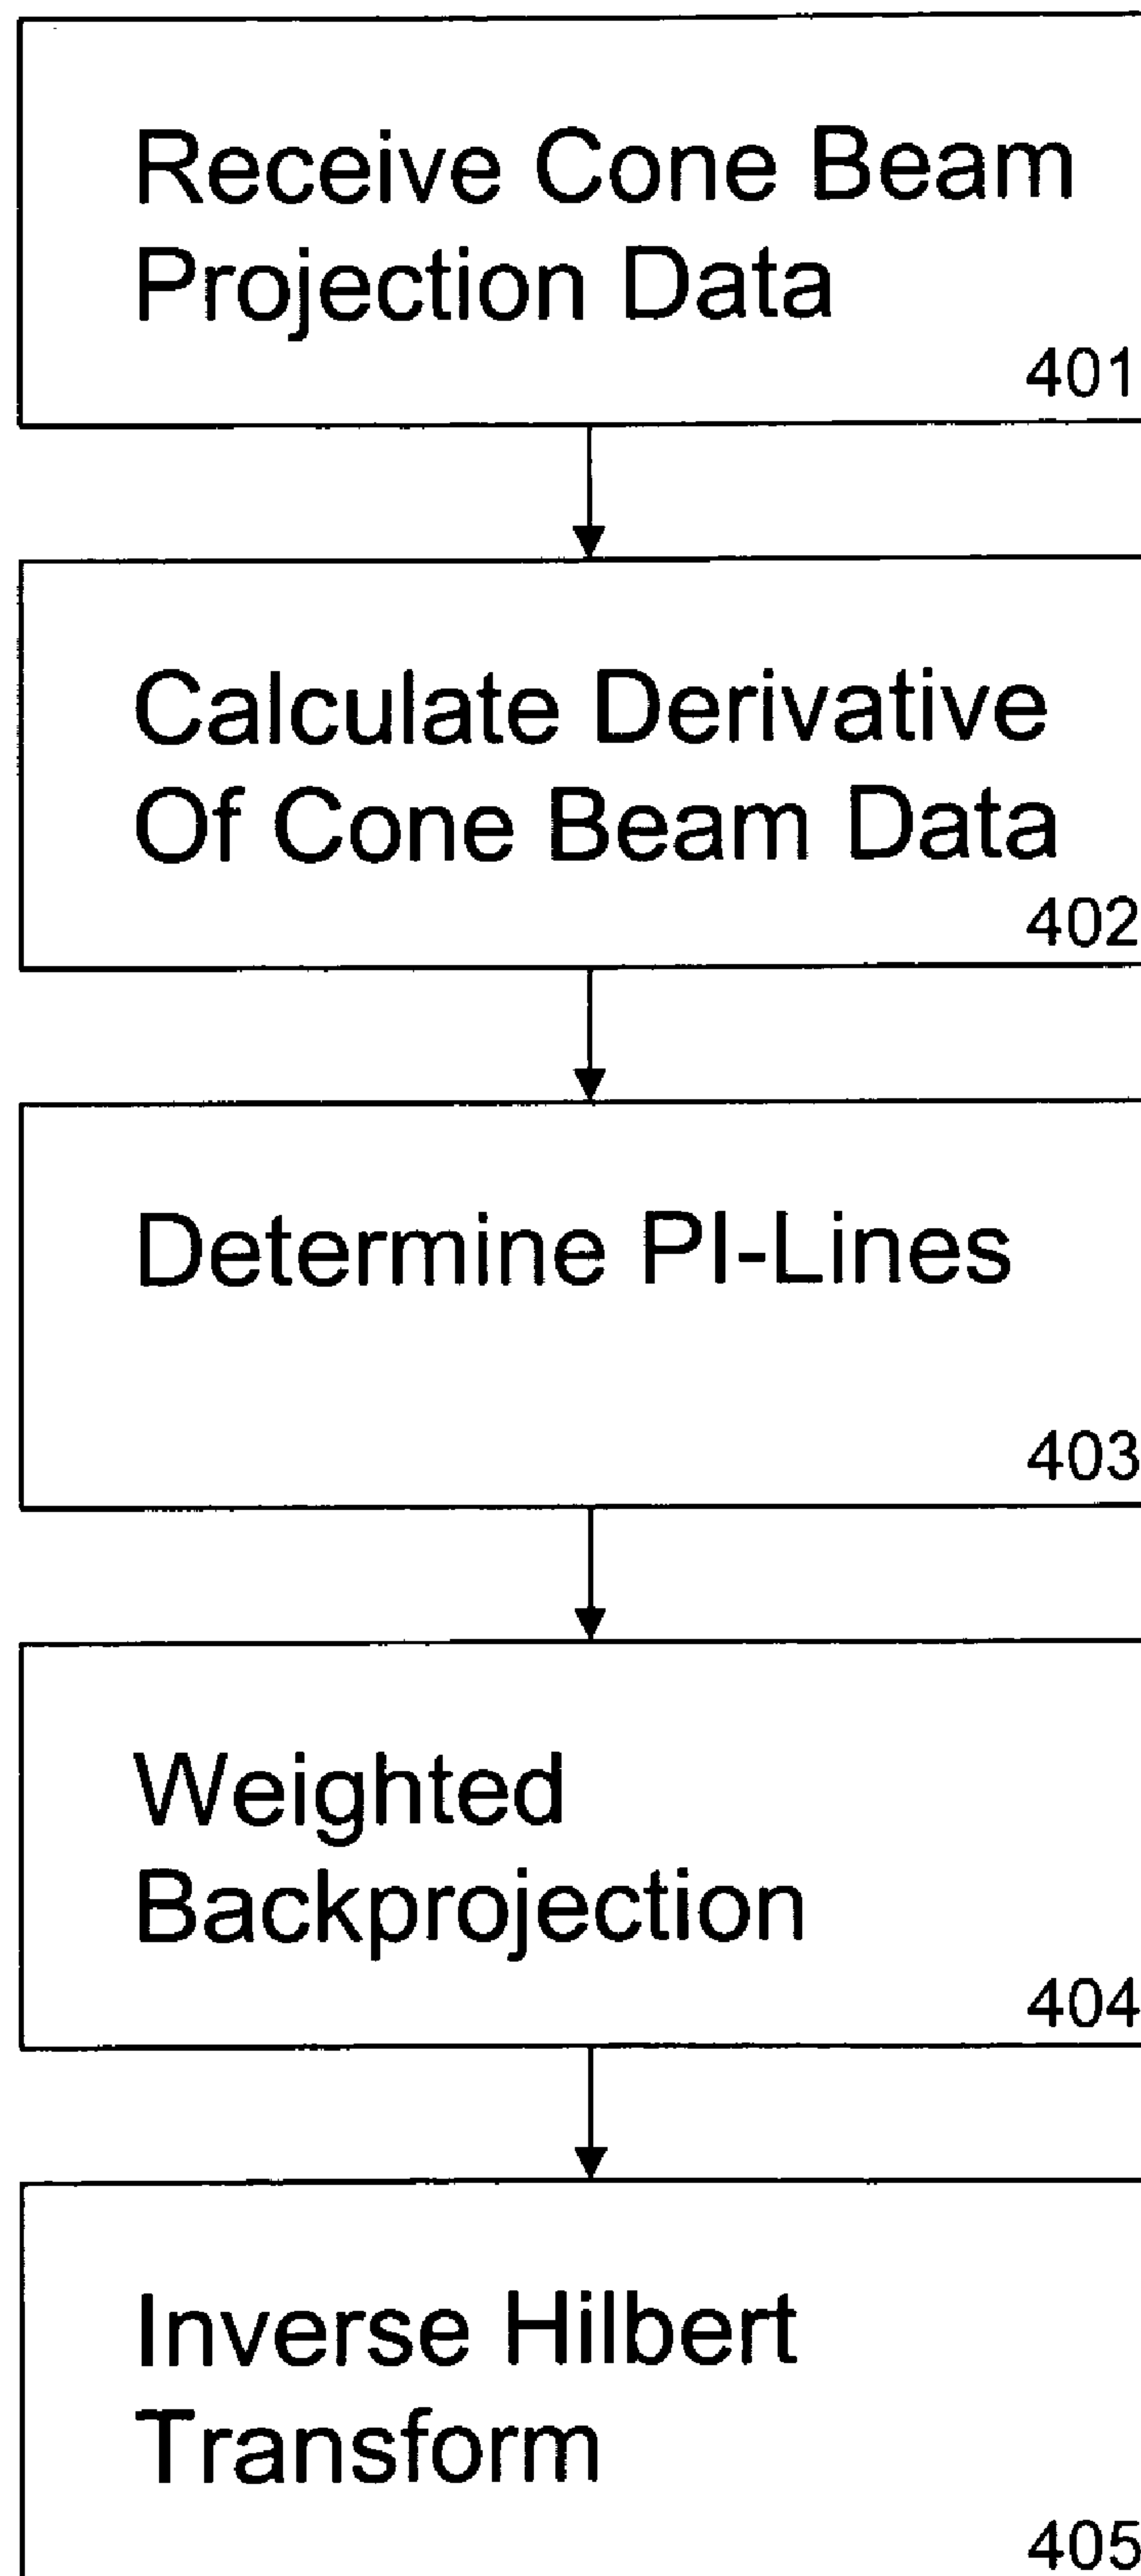 Receive Cone Beam
Projection Data
401
Calculate Derivative
Of Cone Beam Data
402
Determine PI-Lines
403
Weighted
Backprojection
404
Inverse Hilbert
Transform
405